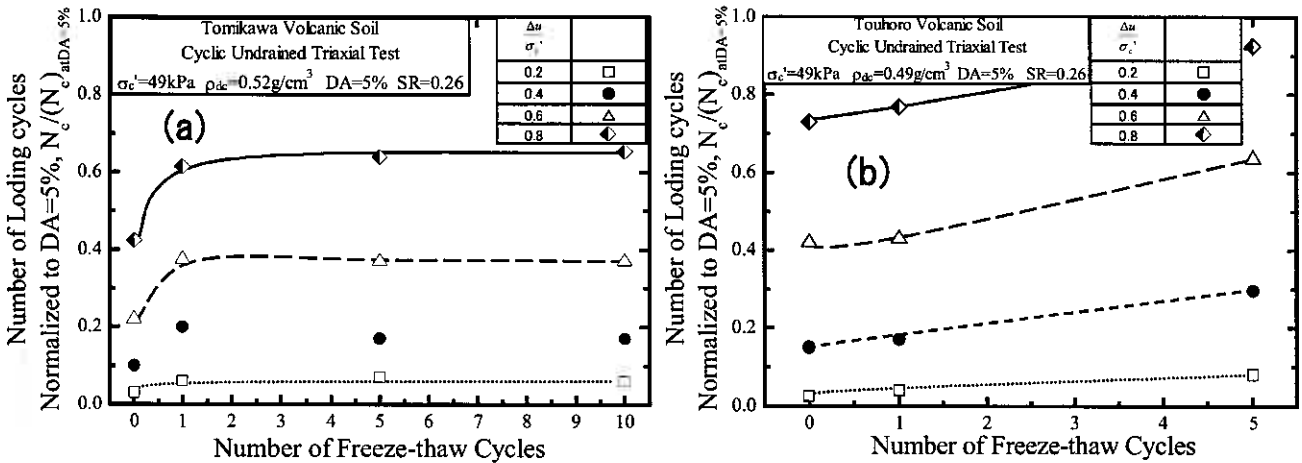 Tomikawa Volcanic Soil
Cyclic Undrained Triaxial Test
σc'=49kPa ρdc=0.52g/cm³ DA=5% SR=0.26
Δu
σc'
0.2
0.4
0.6
0.8
(a)
Number of Loding cycles
Normalized to DA=5%, Nc/(Nc)atDA=5%
1.0
0.8
0.6
0.4
0.2
0.0
0 1 2 3 4 5 6 7 8 9 10
Number of Freeze-thaw Cycles
Touhoro Volcanic Soil
Cyclic Undrained Triaxial Test
σc'=49kPa ρdc=0.49g/cm³ DA=5% SR=0.26
Δu
σc'
0.2
0.4
0.6
0.8
(b)
Number of Loding cycles
Normalized to DA=5%, Nc/(Nc)atDA=5%
1.0
0.8
0.6
0.4
0.2
0.0
0 1 2 3 4 5
Number of Freeze-thaw Cycles